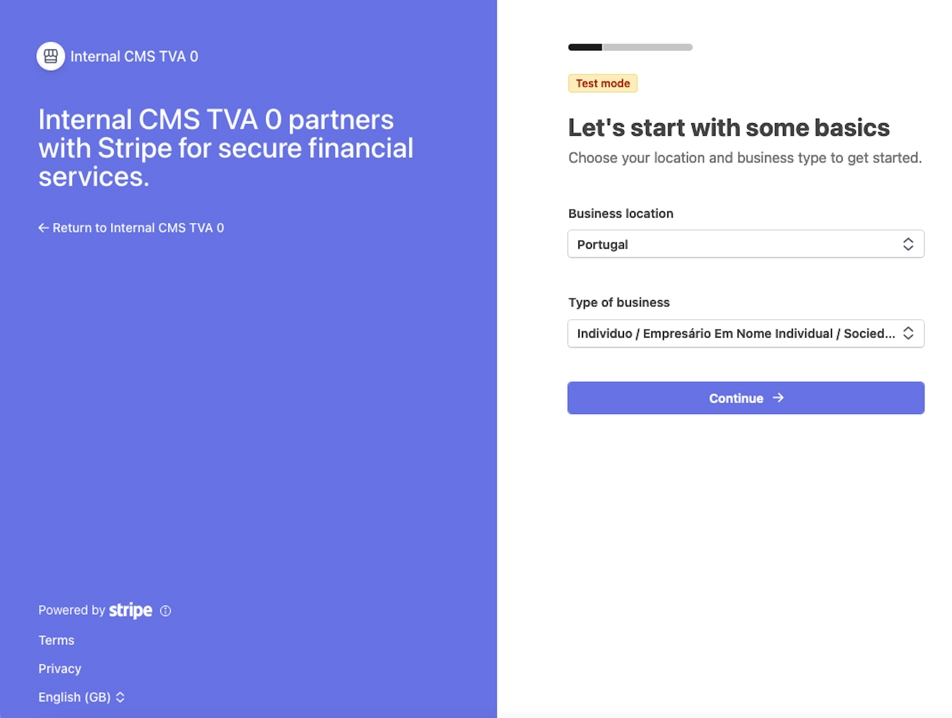 Internal CMS TVA 0
Internal CMS TVA 0 partners
with Stripe for secure financial
services.
← Return to Internal CMS TVA 0
Powered by stripe
Terms
Privacy
English (GB)
Test mode
Let's start with some basics
Choose your location and business type to get started.
Business location
Portugal
Type of business
Individuo / Empresário Em Nome Individual / Socied...
Continue →